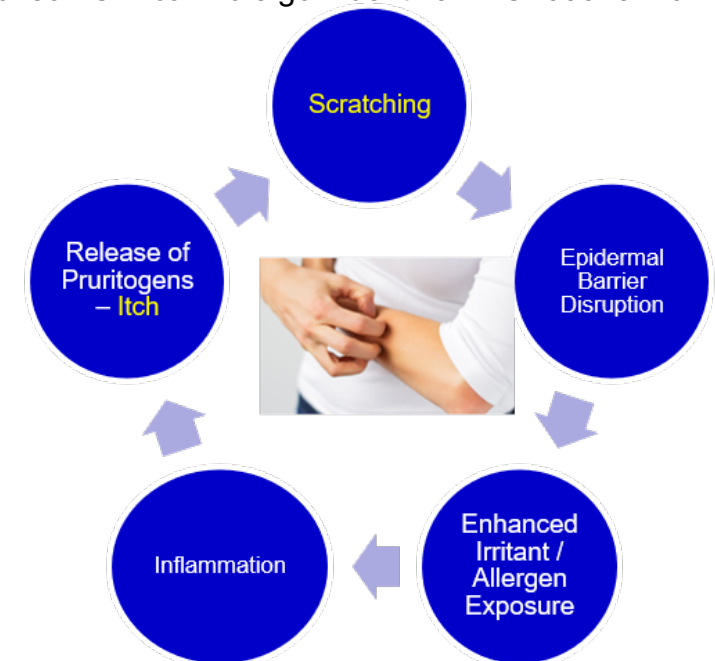 Scratching
Epidermal
Barrier
Disruption
Enhanced
Irritant /
Allergen
Exposure
Inflammation
Release of
Pruritogens
– Itch